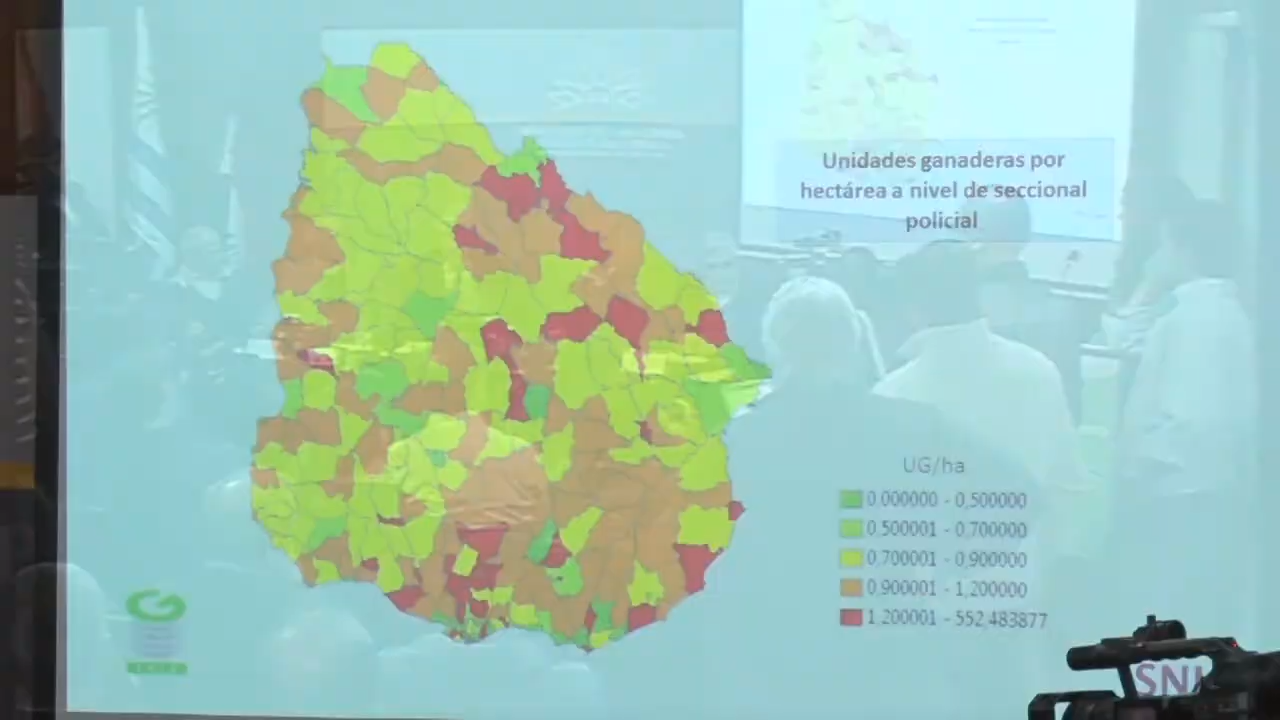 Unidades ganaderas por
hectárea a nivel de seccional
policial
UG/ha
0,000000 - 0,500000
0,500001 - 0,700000
0,700001 - 0,900000
0,900001 - 1,200000
1,200001 - 552,483877